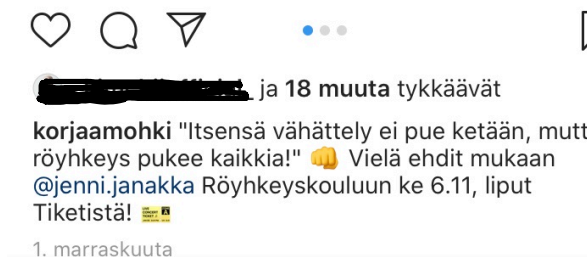 ja 18 muuta tykkäävät
korjaamohki "Itsensä vähättely ei pue ketään, mutt
röyhkeys pukee kaikkia!" 👊 Vielä ehdit mukaan
@jenni.janakka Röyhkeyskouluun ke 6.11, liput
Tiketistä! 🎫
1. marraskuuta